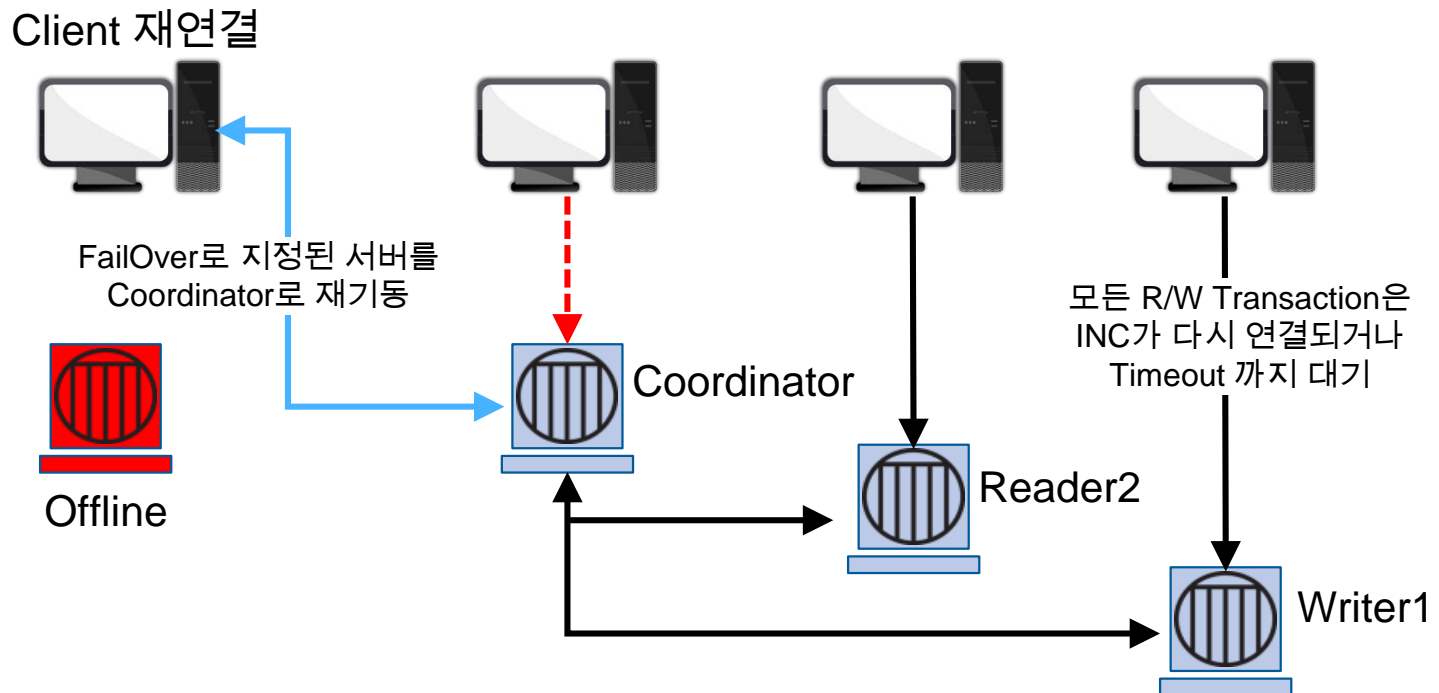 Client 재연결
FailOver로 지정된 서버를
Coordinator로 재기동
모든 R/W Transaction은
INC가 다시 연결되거나
Timeout 까지 대기
Coordinator
Reader2
Offline
Writer1